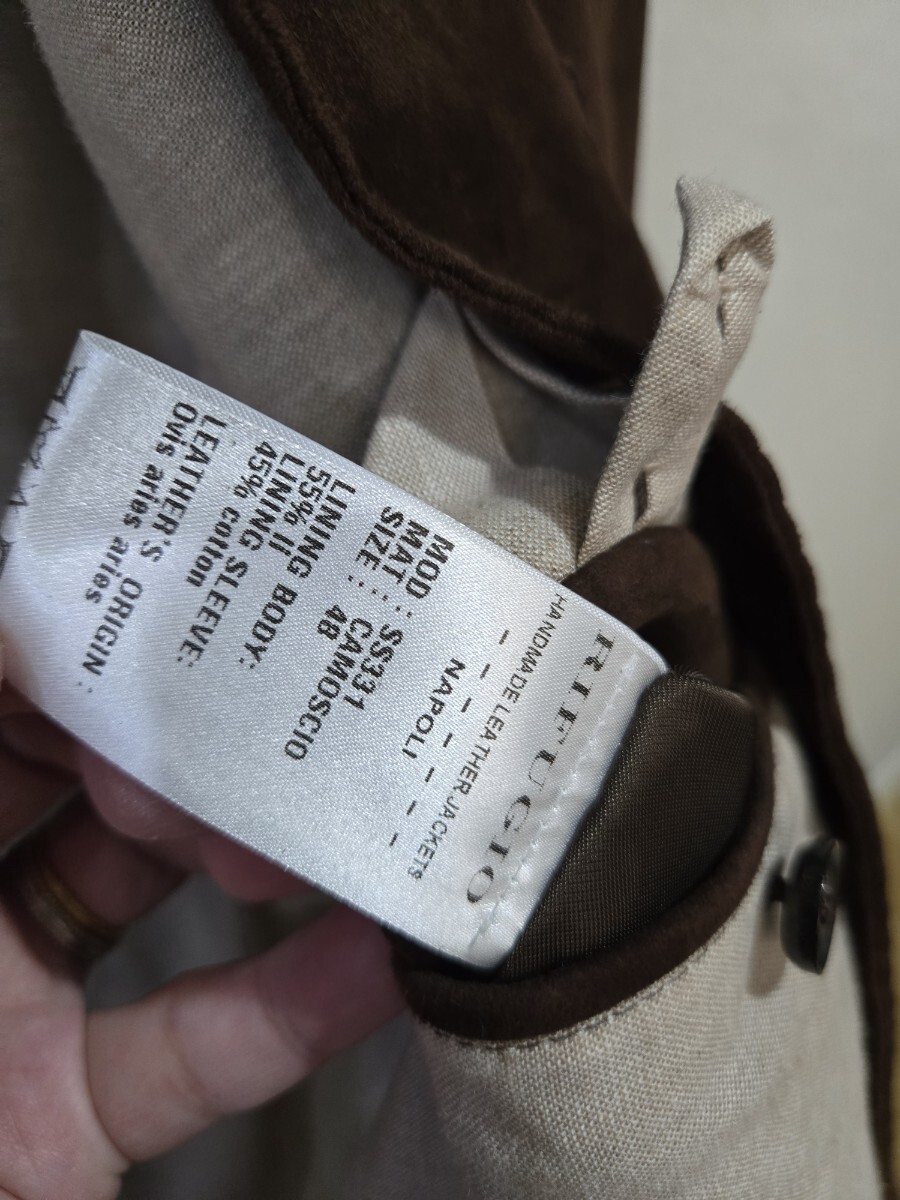 RIFUGIO
HANDMADE LEATHER JACKETS
NAPOLI
MOD : SS331
MAT. : CAMOSCIO
SIZE : 48
LINING BODY:
55% li
LINING SLEEVE:
45% cotton
LEATHER'S ORIGIN :
Ovis aries aries